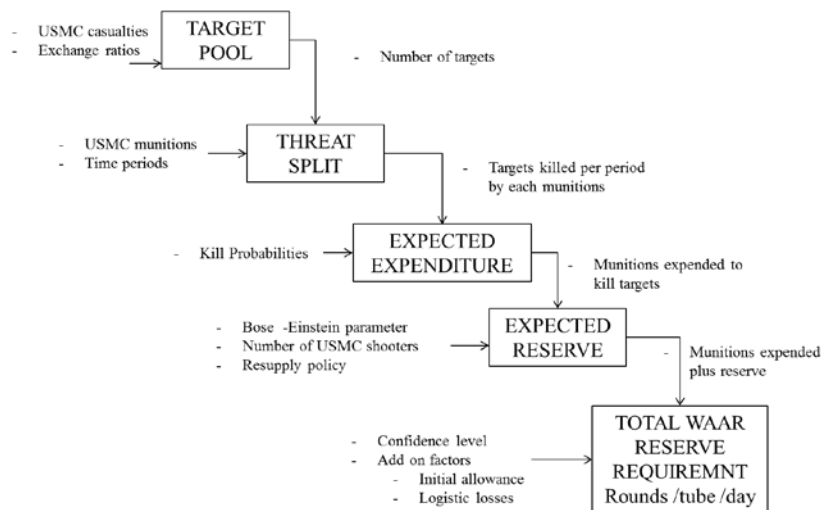 - USMC casualties
- Exchange ratios
TARGET
POOL
- Number of targets
- USMC munitions
- Time periods
THREAT
SPLIT
- Targets killed per period
by each munitions
- Kill Probabilities
EXPECTED
EXPENDITURE
- Munitions expended to
kill targets
- Bose -Einstein parameter
- Number of USMC shooters
- Resupply policy
EXPECTED
RESERVE
- Munitions expended
plus reserve
- Confidence level
- Add on factors
- Initial allowance
- Logistic losses
TOTAL WAAR
RESERVE
REQUIREMNT
Rounds /tube /day